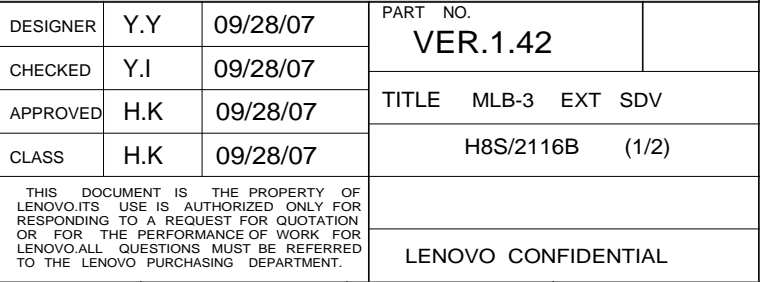 DESIGNER Y.Y 09/28/07
CHECKED Y.I 09/28/07
APPROVED H.K 09/28/07
CLASS H.K 09/28/07
THIS DOCUMENT IS THE PROPERTY OF
LENOVO.ITS USE IS AUTHORIZED ONLY FOR
RESPONDING TO A REQUEST FOR QUOTATION
OR FOR THE PERFORMANCE OF WORK FOR
LENOVO.ALL QUESTIONS MUST BE REFERRED
TO THE LENOVO PURCHASING DEPARTMENT.
PART NO.
VER.1.42
TITLE MLB-3 EXT SDV
H8S/2116B (1/2)
LENOVO CONFIDENTIAL